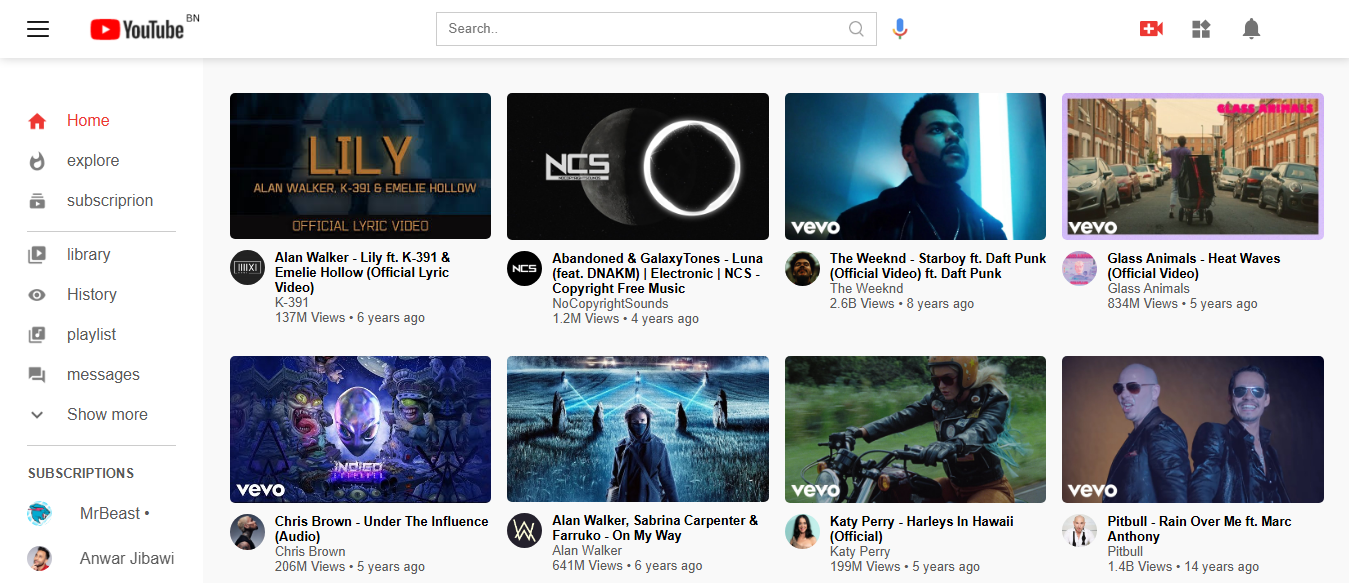 YouTube BN
Search..
Home
explore
subscriprion
library
History
playlist
messages
Show more
SUBSCRIPTIONS
MrBeast •
Anwar Jibawi
LILY
ALAN WALKER, K-391 & EMELIE HOLLOW
OFFICIAL LYRIC VIDEO
Alan Walker - Lily ft. K-391 &
Emelie Hollow (Official Lyric
Video)
K-391
137M Views • 6 years ago
NCS
NOCOPYRIGHTSOUNDS
NCS
Abandoned & GalaxyTones - Luna
(feat. DNAKM) | Electronic | NCS -
Copyright Free Music
NoCopyrightSounds
1.2M Views • 4 years ago
vevo
The Weeknd - Starboy ft. Daft Punk
(Official Video) ft. Daft Punk
The Weeknd
2.6B Views • 8 years ago
GLASS ANIMALS
vevo
Glass Animals - Heat Waves
(Official Video)
Glass Animals
834M Views • 5 years ago
INDIGO
EXTENDED
vevo
Chris Brown - Under The Influence
(Audio)
Chris Brown
206M Views • 5 years ago
Alan Walker, Sabrina Carpenter &
Farruko - On My Way
Alan Walker
641M Views • 6 years ago
vevo
Katy Perry - Harleys In Hawaii
(Official)
Katy Perry
199M Views • 5 years ago
vevo
Pitbull - Rain Over Me ft. Marc
Anthony
Pitbull
1.4B Views • 14 years ago